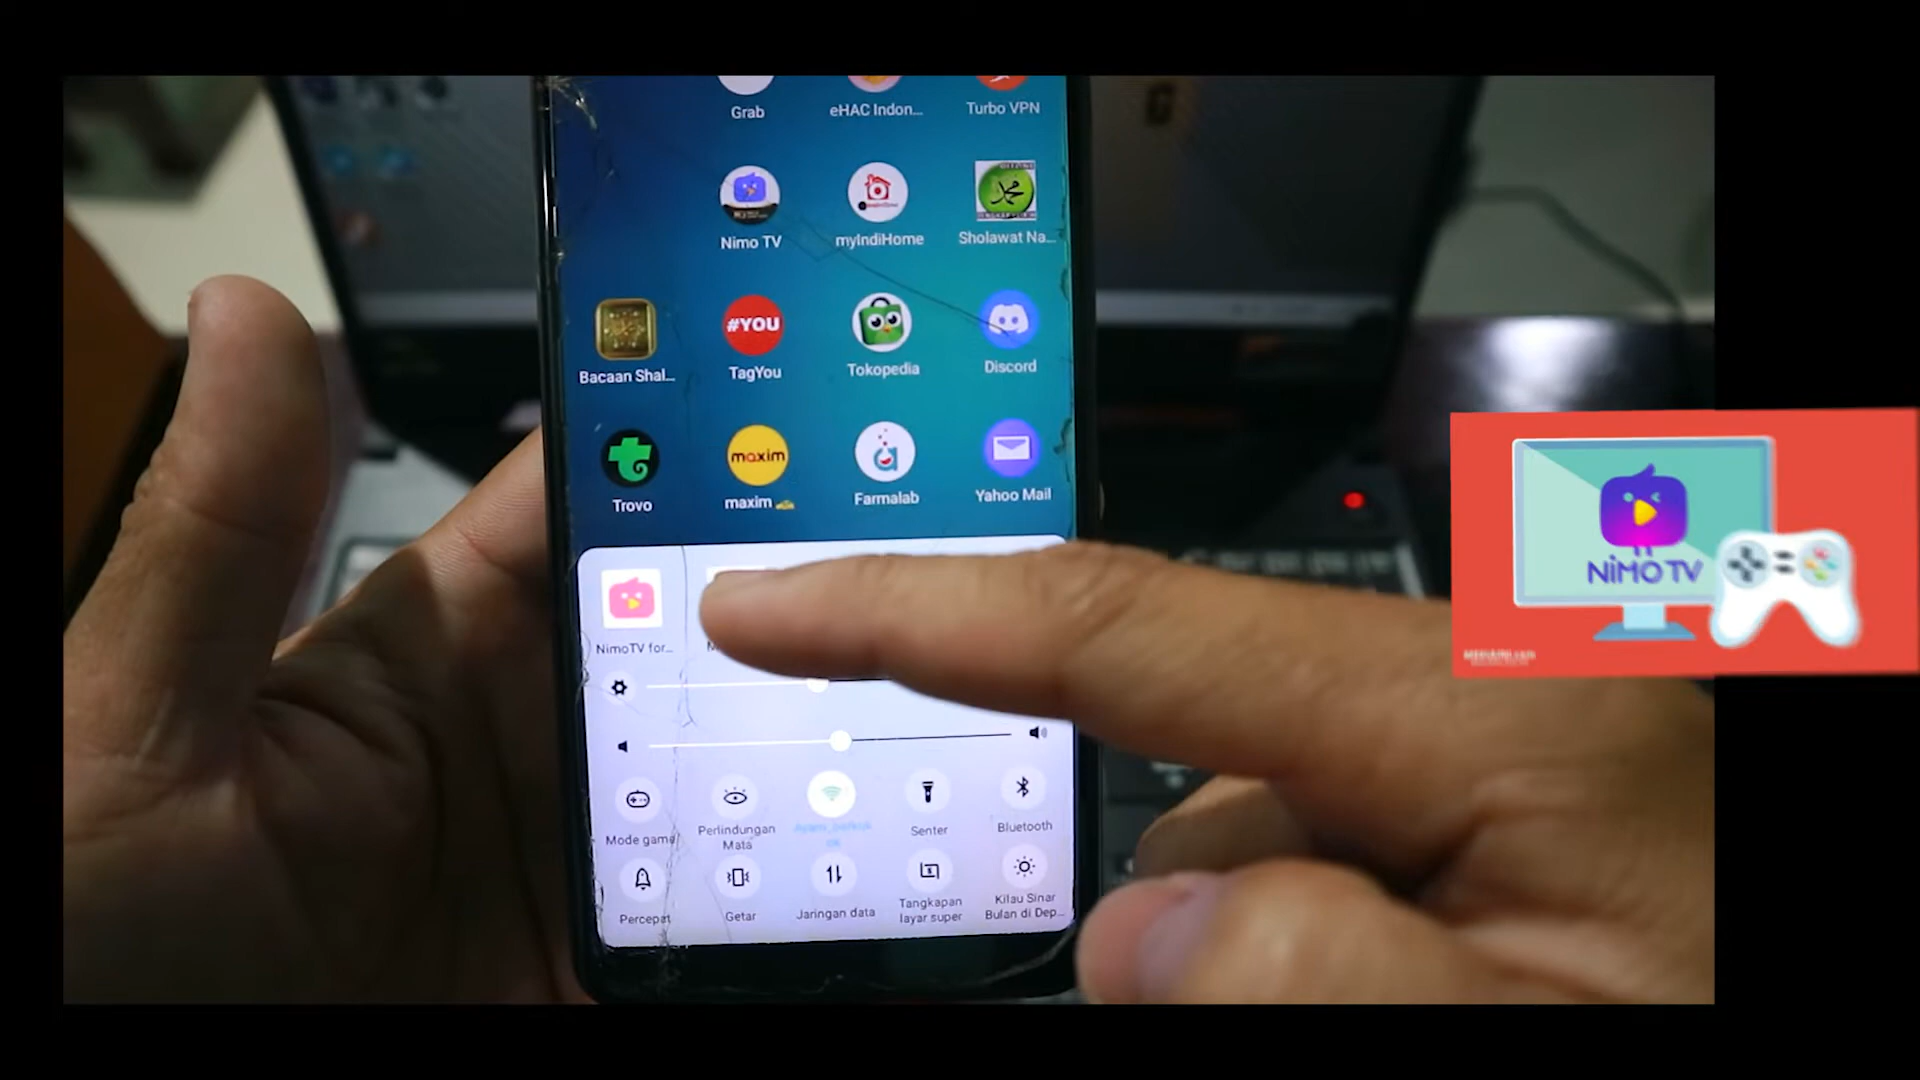 Grab
eHAC Indon...
Turbo VPN
Nimo TV
myIndiHome
Sholawat Na...
#YOU
Bacaan Shal...
TagYou
Tokopedia
Discord
maxim
Trovo
maxim
Farmalab
Yahoo Mail
NiMO TV
NimoTV for...
Mode game
Perlindungan
Mata
Senter
Bluetooth
Percepat
Getar
Jaringan data
Tangkapan
layar super
Kilau Sinar
Bulan di Dep...